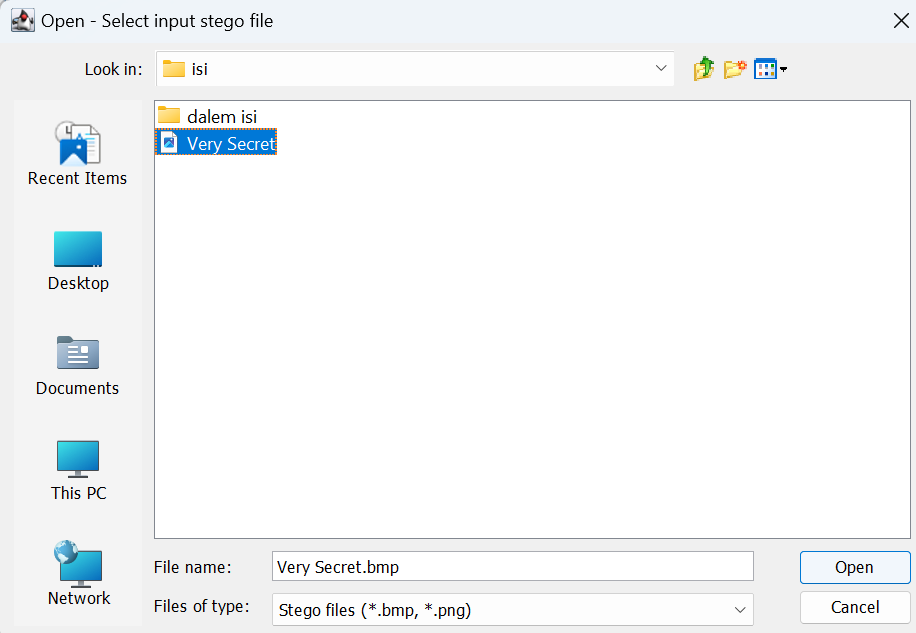 Open - Select input stego file
Look in: isi
dalem isi
Very Secret
Recent Items
Desktop
Documents
This PC
Network
File name: Very Secret.bmp
Open
Files of type: Stego files (*.bmp, *.png)
Cancel